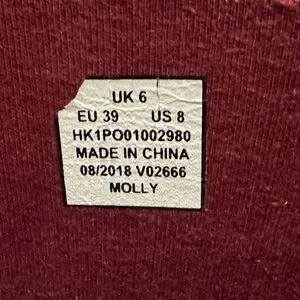 UK 6
EU 39 US 8
HK1PO01002980
MADE IN CHINA
08/2018 V02666
MOLLY